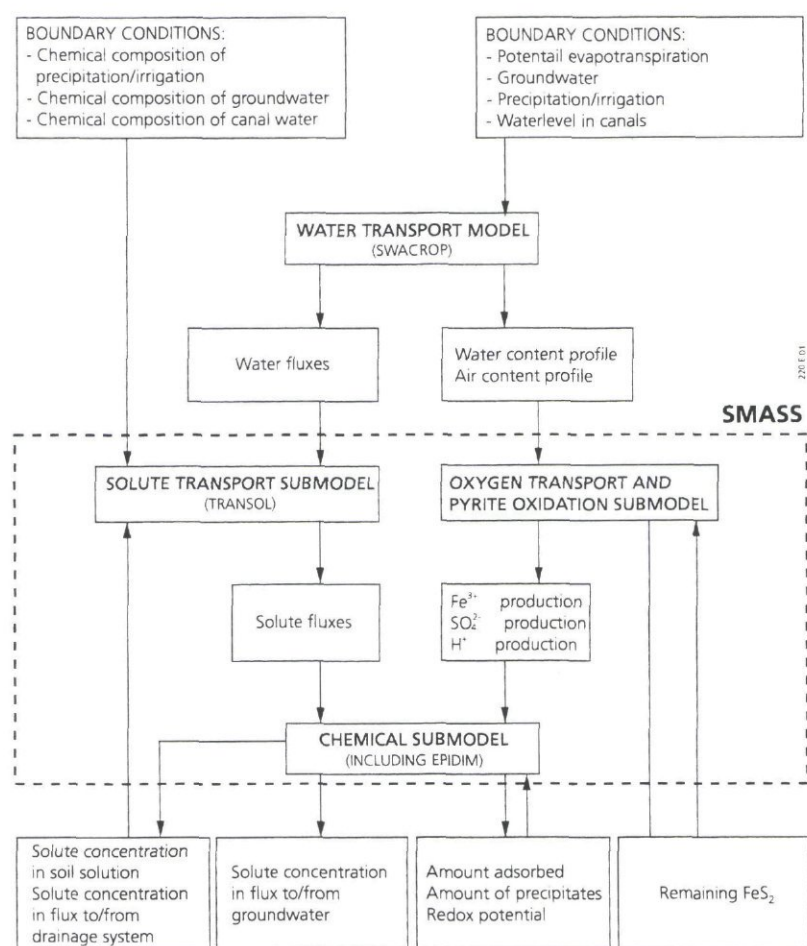 BOUNDARY CONDITIONS:
- Chemical composition of
precipitation/irrigation
- Chemical composition of groundwater
- Chemical composition of canal water
BOUNDARY CONDITIONS:
- Potentail evapotranspiration
- Groundwater
- Precipitation/irrigation
- Waterlevel in canals
WATER TRANSPORT MODEL
(SWACROP)
Water fluxes
Water content profile
Air content profile
220 E 01
SMASS
SOLUTE TRANSPORT SUBMODEL
(TRANSOL)
OXYGEN TRANSPORT AND
PYRITE OXIDATION SUBMODEL
Solute fluxes
Fe³⁺ production
SO₄²⁻ production
H⁺ production
CHEMICAL SUBMODEL
(INCLUDING EPIDIM)
Solute concentration
in soil solution
Solute concentration
in flux to/from
drainage system
Solute concentration
in flux to/from
groundwater
Amount adsorbed
Amount of precipitates
Redox potential
Remaining FeS₂